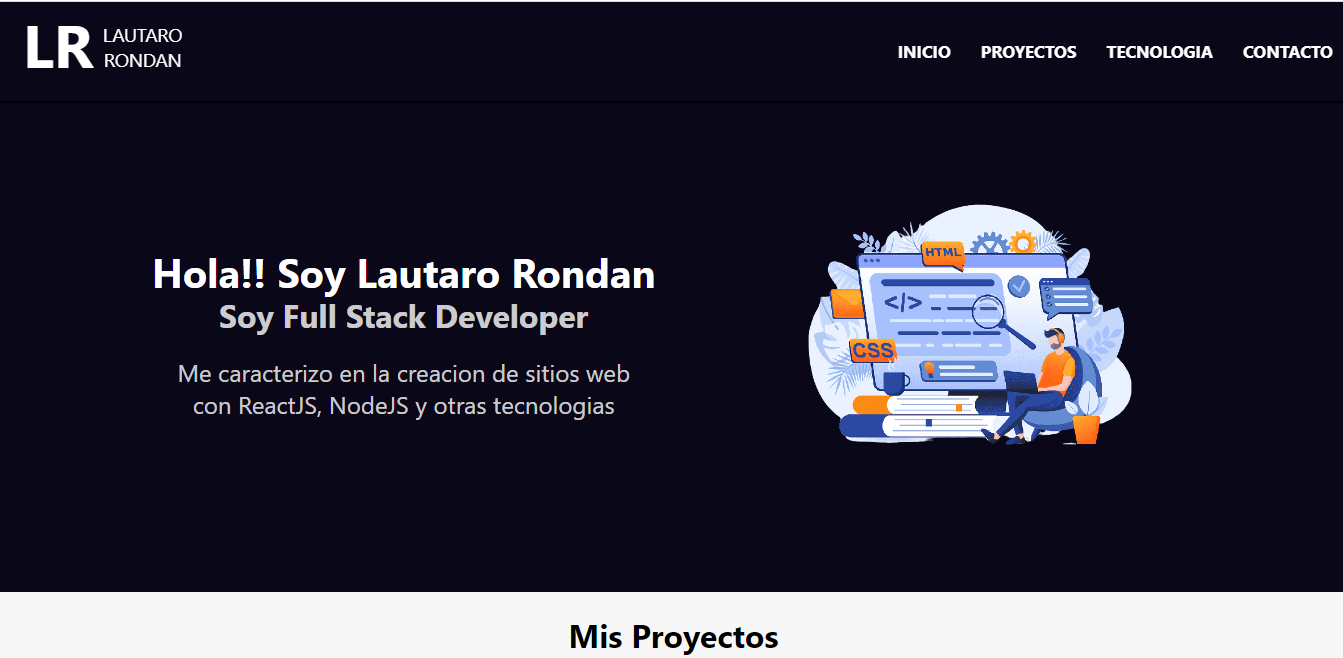 LR LAUTARO
RONDAN
INICIO PROYECTOS TECNOLOGIA CONTACTO
Hola!! Soy Lautaro Rondan
Soy Full Stack Developer
Me caracterizo en la creacion de sitios web
con ReactJS, NodeJS y otras tecnologias
HTML
</>
CSS
Mis Proyectos